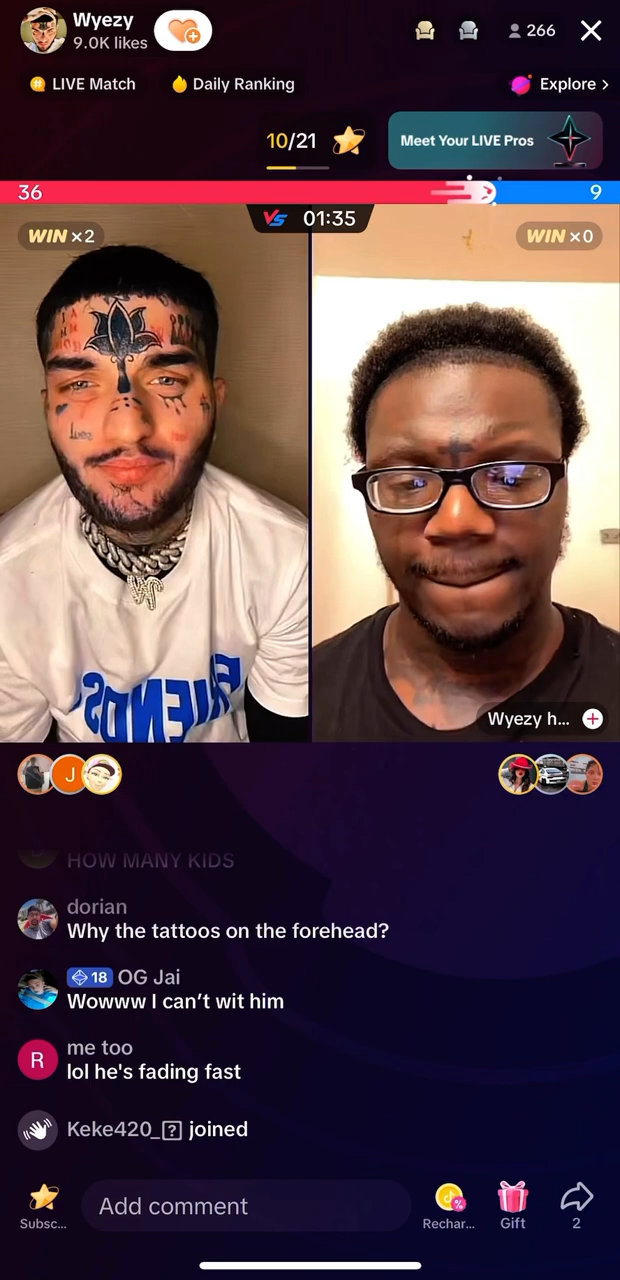 Wyezy
9.0K likes
266
LIVE Match
Daily Ranking
Explore >
10/21
Meet Your LIVE Pros
36
9
VS 01:35
WIN ×2
WIN ×0
FRIENDS
Wyezy h...
J
HOW MANY KIDS
dorian
Why the tattoos on the forehead?
18 OG Jai
Wowww I can't wit him
R
me too
lol he's fading fast
Keke420_ joined
Add comment
Subsc...
Rechar...
Gift
2